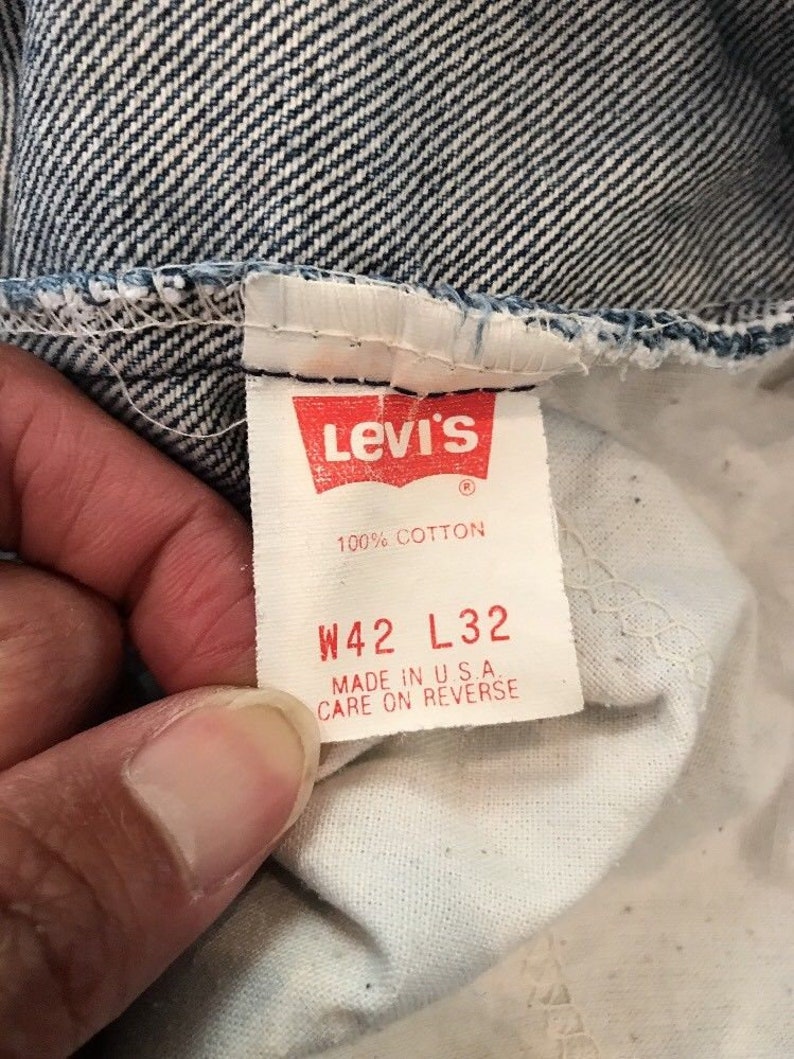 Levi's
®
100% COTTON
W42 L32
MADE IN U.S.A.
CARE ON REVERSE